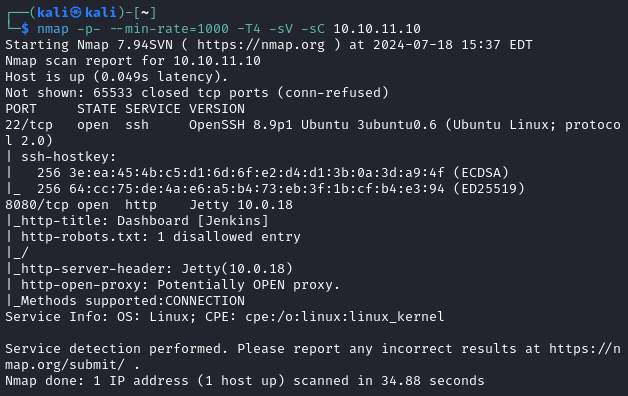 ┌──(kali㉿kali)-[~]
└─$ nmap -p- --min-rate=1000 -T4 -sV -sC 10.10.11.10
Starting Nmap 7.94SVN ( https://nmap.org ) at 2024-07-18 15:37 EDT
Nmap scan report for 10.10.11.10
Host is up (0.049s latency).
Not shown: 65533 closed tcp ports (conn-refused)
PORT     STATE SERVICE VERSION
22/tcp   open  ssh     OpenSSH 8.9p1 Ubuntu 3ubuntu0.6 (Ubuntu Linux; protoco
l 2.0)
| ssh-hostkey:
|   256 3e:ea:45:4b:c5:d1:6d:6f:e2:d4:d1:3b:0a:3d:a9:4f (ECDSA)
|_  256 64:cc:75:de:4a:e6:a5:b4:73:eb:3f:1b:cf:b4:e3:94 (ED25519)
8080/tcp open  http    Jetty 10.0.18
|_http-title: Dashboard [Jenkins]
| http-robots.txt: 1 disallowed entry
|_/
|_http-server-header: Jetty(10.0.18)
| http-open-proxy: Potentially OPEN proxy.
|_Methods supported:CONNECTION
Service Info: OS: Linux; CPE: cpe:/o:linux:linux_kernel

Service detection performed. Please report any incorrect results at https://n
map.org/submit/ .
Nmap done: 1 IP address (1 host up) scanned in 34.88 seconds